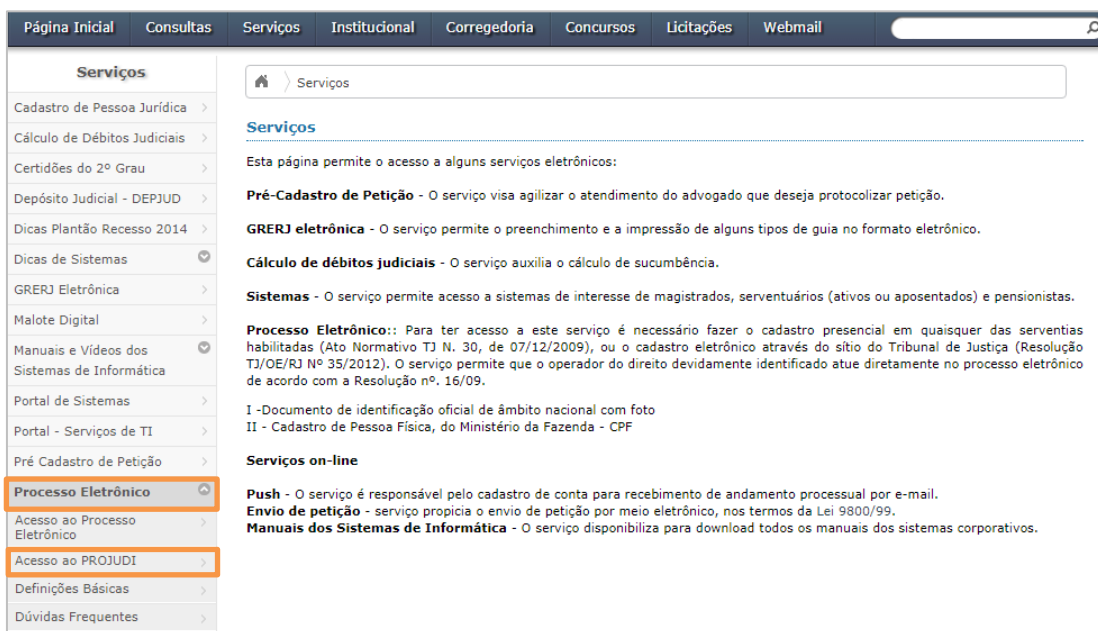 Página Inicial Consultas Serviços Institucional Corregedoria Concursos Licitações Webmail
Serviços
Cadastro de Pessoa Jurídica
Cálculo de Débitos Judiciais
Certidões do 2º Grau
Depósito Judicial - DEPJUD
Dicas Plantão Recesso 2014
Dicas de Sistemas
GRERJ Eletrônica
Malote Digital
Manuais e Vídeos dos
Sistemas de Informática
Portal de Sistemas
Portal - Serviços de TI
Pré Cadastro de Petição
Processo Eletrônico
Acesso ao Processo
Eletrônico
Acesso ao PROJUDI
Definições Básicas
Dúvidas Frequentes
Serviços
Serviços
Esta página permite o acesso a alguns serviços eletrônicos:
Pré-Cadastro de Petição - O serviço visa agilizar o atendimento do advogado que deseja protocolizar petição.
GRERJ eletrônica - O serviço permite o preenchimento e a impressão de alguns tipos de guia no formato eletrônico.
Cálculo de débitos judiciais - O serviço auxilia o cálculo de sucumbência.
Sistemas - O serviço permite acesso a sistemas de interesse de magistrados, serventuários (ativos ou aposentados) e pensionistas.
Processo Eletrônico:: Para ter acesso a este serviço é necessário fazer o cadastro presencial em quaisquer das serventias
habilitadas (Ato Normativo TJ N. 30, de 07/12/2009), ou o cadastro eletrônico através do sítio do Tribunal de Justiça (Resolução
TJ/OE/RJ Nº 35/2012). O serviço permite que o operador do direito devidamente identificado atue diretamente no processo eletrônico
de acordo com a Resolução nº. 16/09.
I -Documento de identificação oficial de âmbito nacional com foto
II - Cadastro de Pessoa Física, do Ministério da Fazenda - CPF
Serviços on-line
Push - O serviço é responsável pelo cadastro de conta para recebimento de andamento processual por e-mail.
Envio de petição - serviço propicia o envio de petição por meio eletrônico, nos termos da Lei 9800/99.
Manuais dos Sistemas de Informática - O serviço disponibiliza para download todos os manuais dos sistemas corporativos.